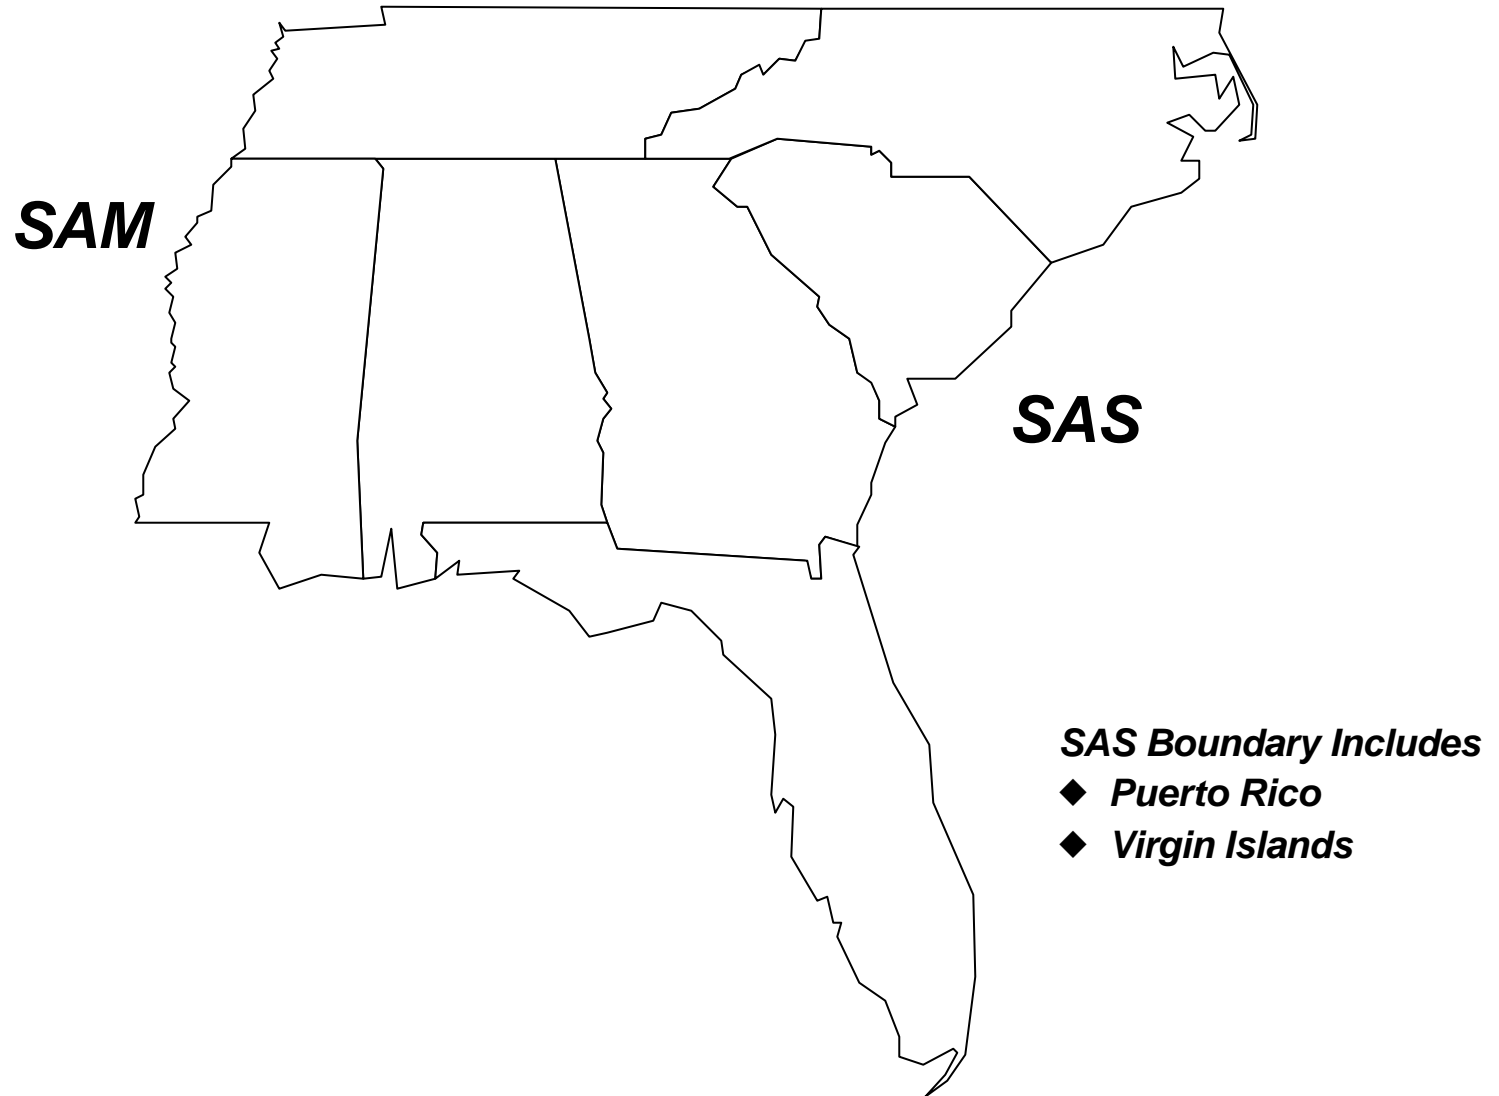 SAM
SAS
SAS Boundary Includes
◆ Puerto Rico
◆ Virgin Islands